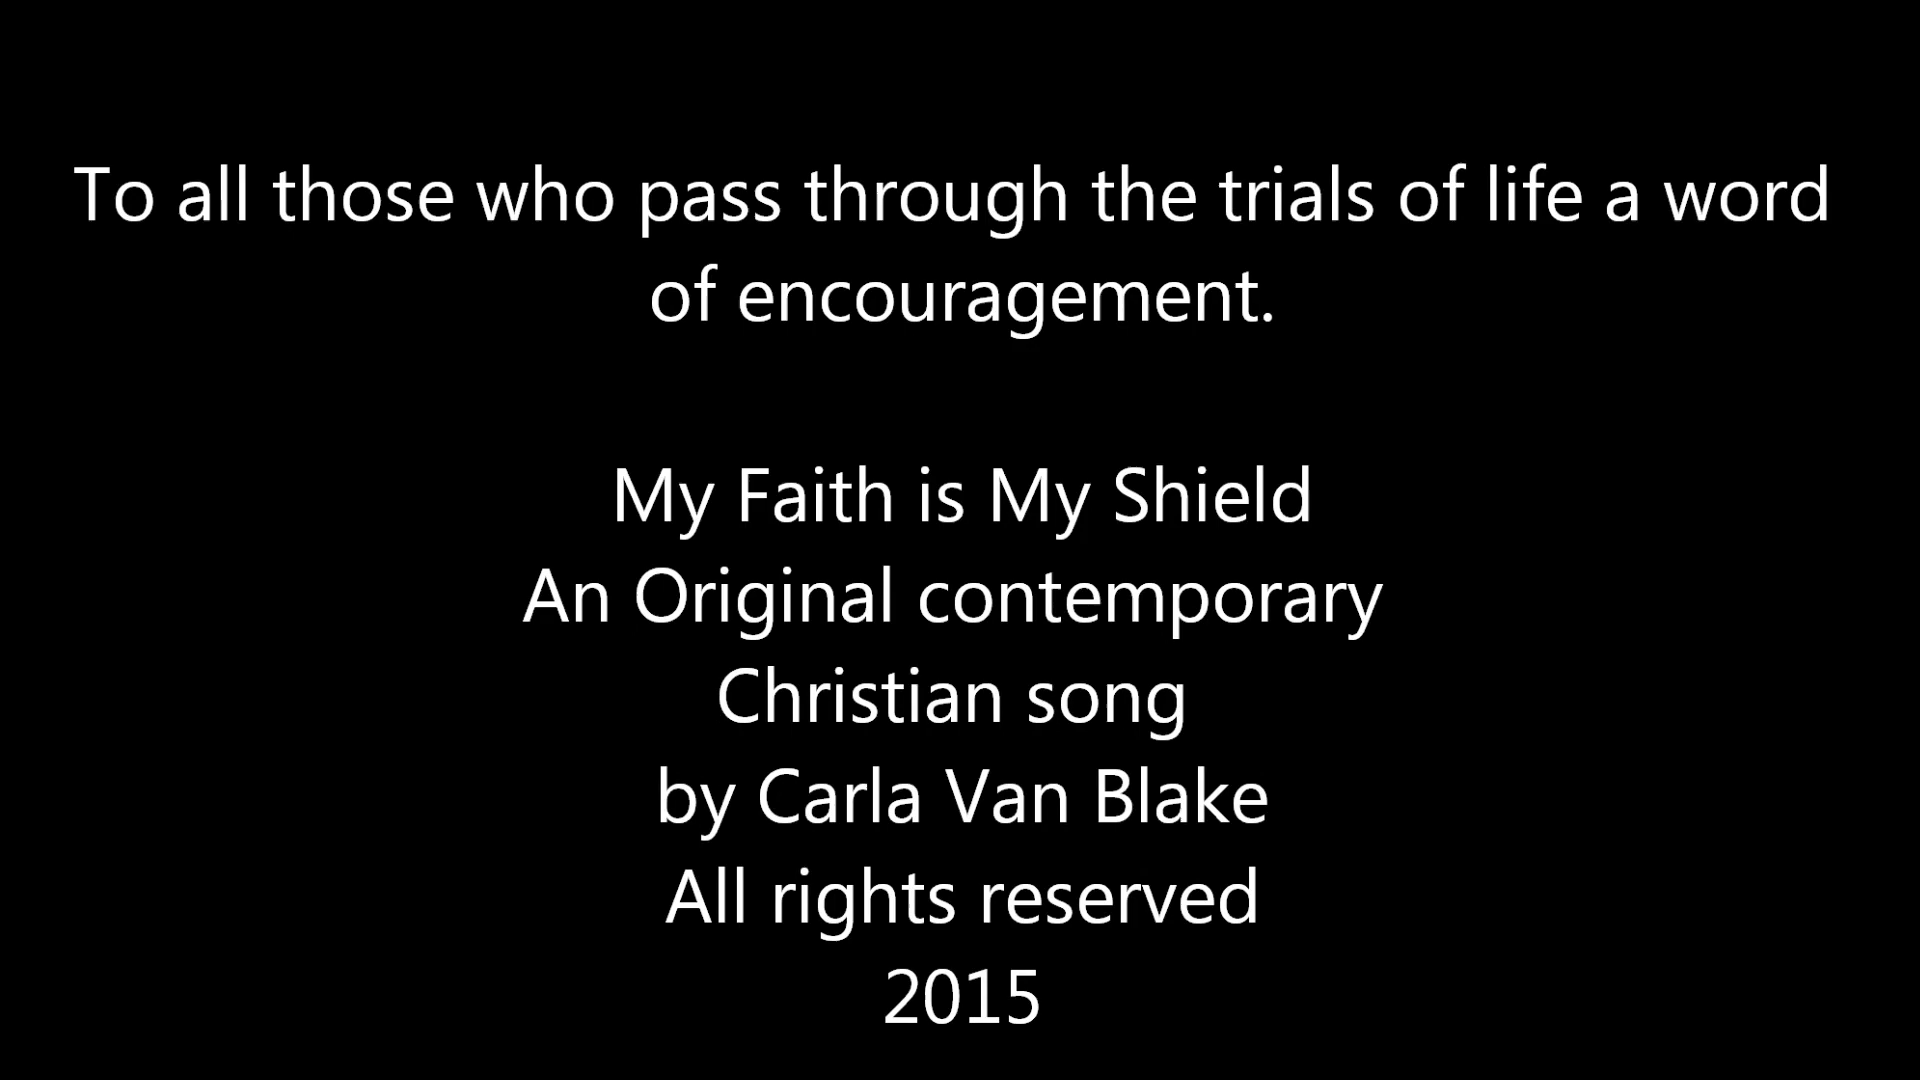 To all those who pass through the trials of life a word
of encouragement.
My Faith is My Shield
An Original contemporary
Christian song
by Carla Van Blake
All rights reserved
2015